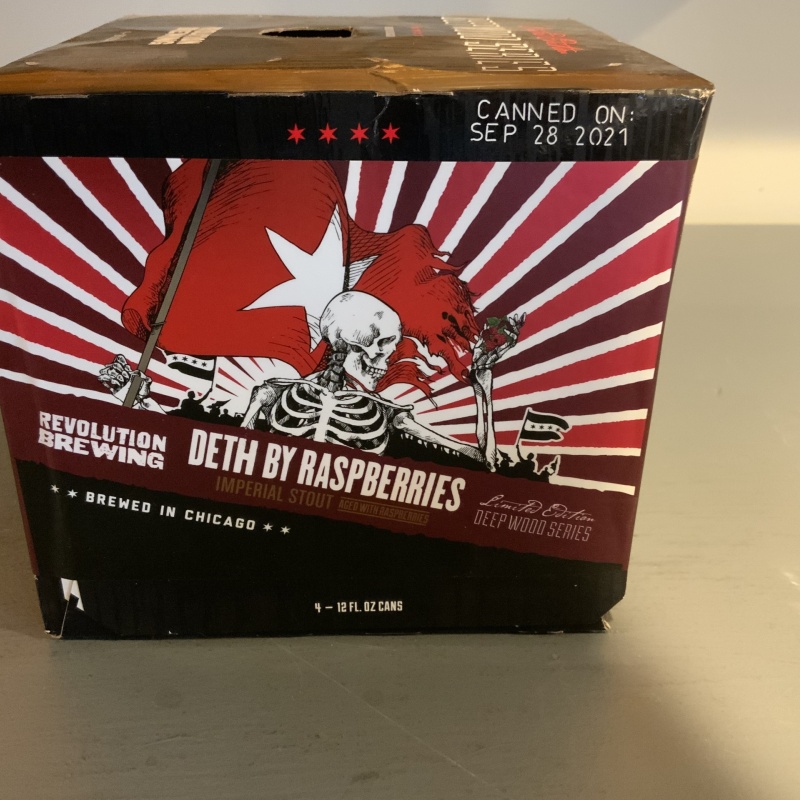 CANNED ON:
SEP 28 2021
REVOLUTION
BREWING
DETH BY RASPBERRIES
IMPERIAL STOUT AGED WITH RASPBERRIES
Limited Edition
DEEP WOOD SERIES
★ ★ BREWED IN CHICAGO ★ ★
4 — 12 FL. OZ CANS